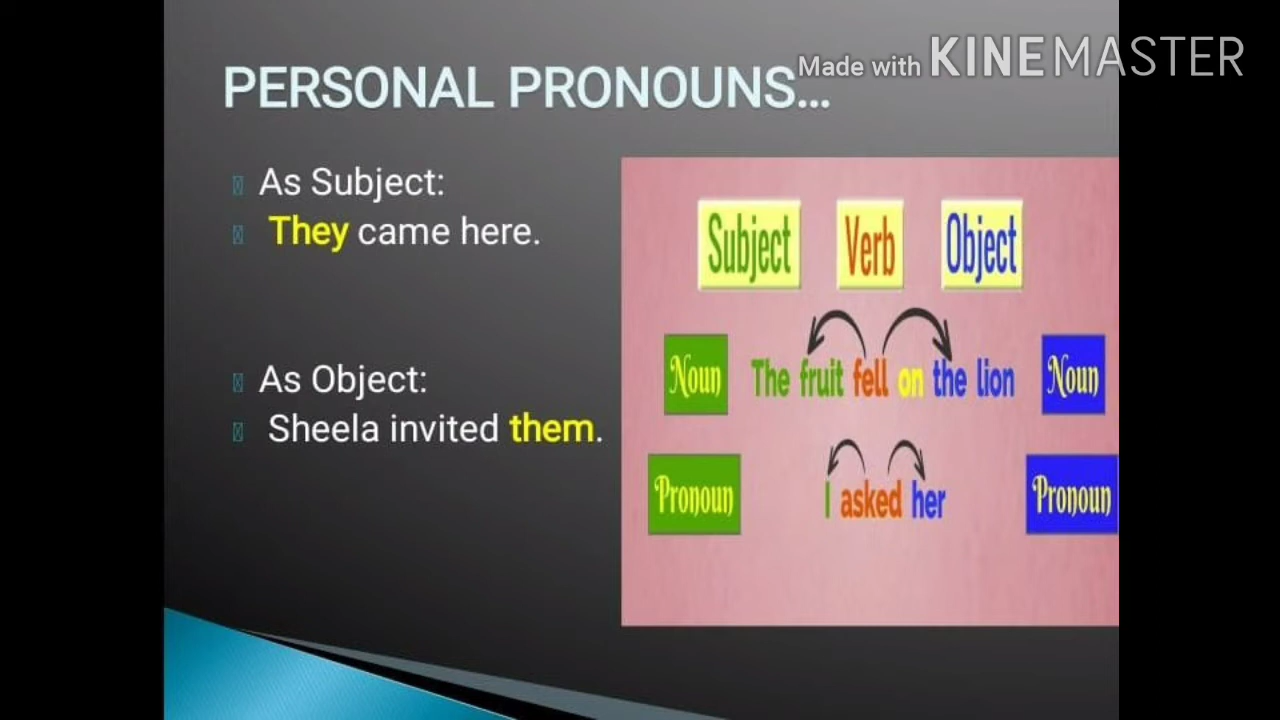 Made with KINEMASTER
PERSONAL PRONOUNS...
As Subject:
They came here.
As Object:
Sheela invited them.
Subject Verb Object
Noun The fruit fell on the lion Noun
Pronoun I asked her Pronoun